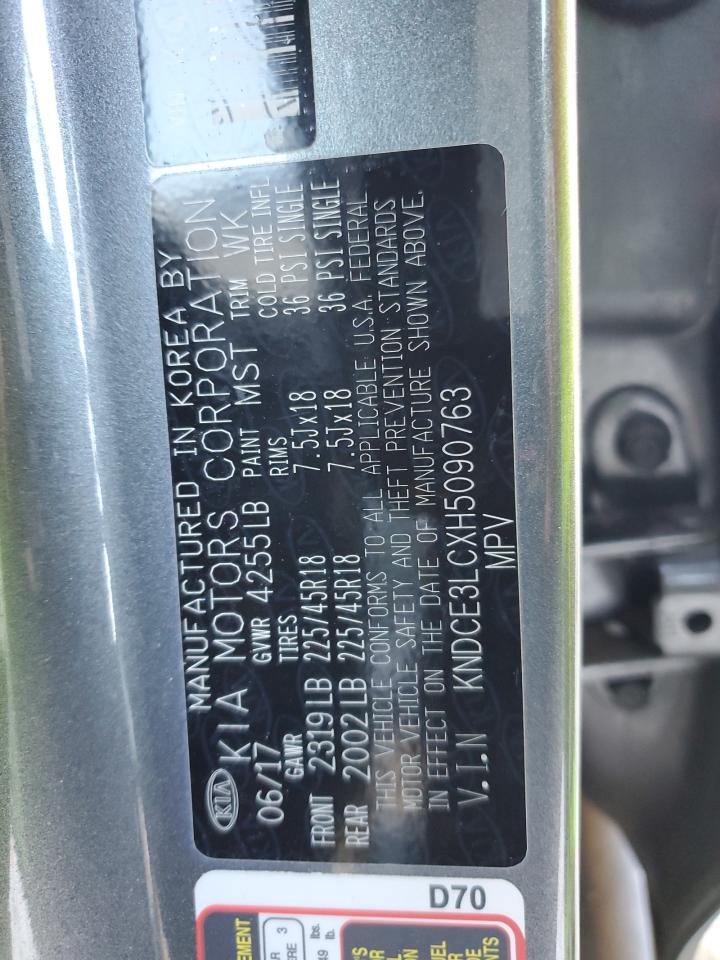 MANUFACTURED IN KOREA BY
KIA KIA MOTORS CORPORATION
06/17 GVWR 4255LB PAINT MST TRIM WK
GAWR TIRES RIMS COLD TIRE INFL
FRONT 2319LB 225/45R18 7.5Jx18 36 PSI SINGLE
REAR 2002LB 225/45R18 7.5Jx18 36 PSI SINGLE
THIS VEHICLE CONFORMS TO ALL APPLICABLE U.S.A. FEDERAL
MOTOR VEHICLE SAFETY AND THEFT PREVENTION STANDARDS
IN EFFECT ON THE DATE OF MANUFACTURE SHOWN ABOVE.
V.I.N KNDCE3LCXH5090763
MPV
D70